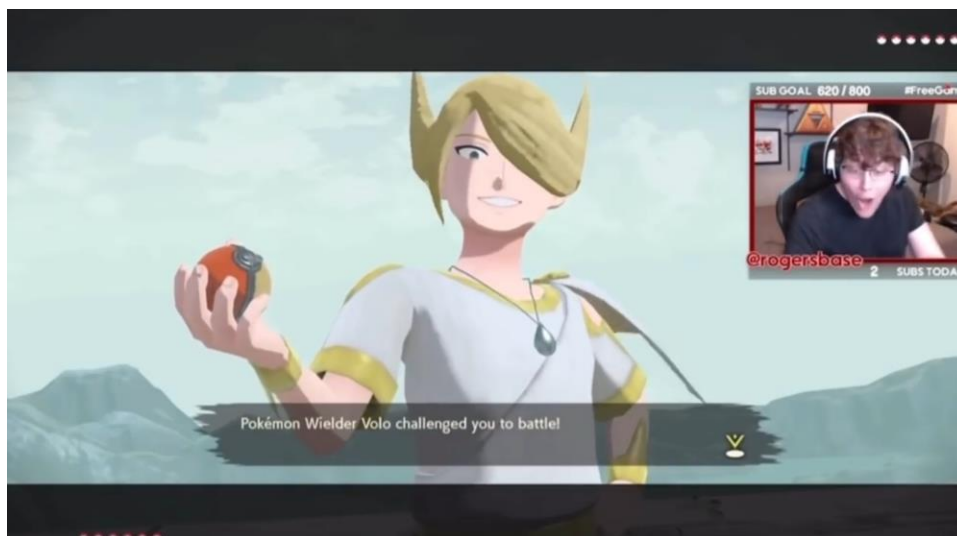 SUB GOAL 620 / 800
@rogersbase
2 SUBS TODA
Pokémon Wielder Volo challenged you to battle!